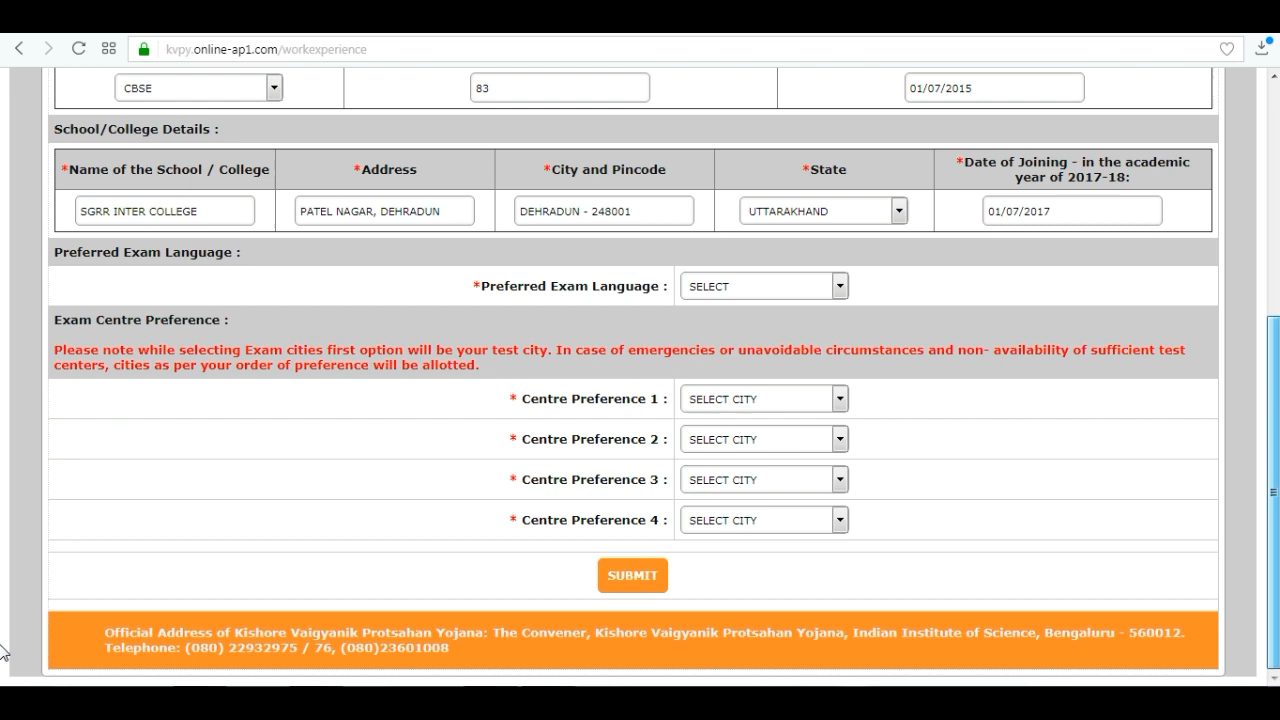 kvpy.online-ap1.com/workexperience
CBSE 83 01/07/2015
School/College Details :
*Name of the School / College *Address *City and Pincode *State *Date of Joining - in the academic
year of 2017-18:
SGRR INTER COLLEGE PATEL NAGAR, DEHRADUN DEHRADUN - 248001 UTTARAKHAND 01/07/2017
Preferred Exam Language :
*Preferred Exam Language : SELECT
Exam Centre Preference :
Please note while selecting Exam cities first option will be your test city. In case of emergencies or unavoidable circumstances and non- availability of sufficient test
centers, cities as per your order of preference will be allotted.
* Centre Preference 1 : SELECT CITY
* Centre Preference 2 : SELECT CITY
* Centre Preference 3 : SELECT CITY
* Centre Preference 4 : SELECT CITY
SUBMIT
Official Address of Kishore Vaigyanik Protsahan Yojana: The Convener, Kishore Vaigyanik Protsahan Yojana, Indian Institute of Science, Bengaluru - 560012.
Telephone: (080) 22932975 / 76, (080)23601008